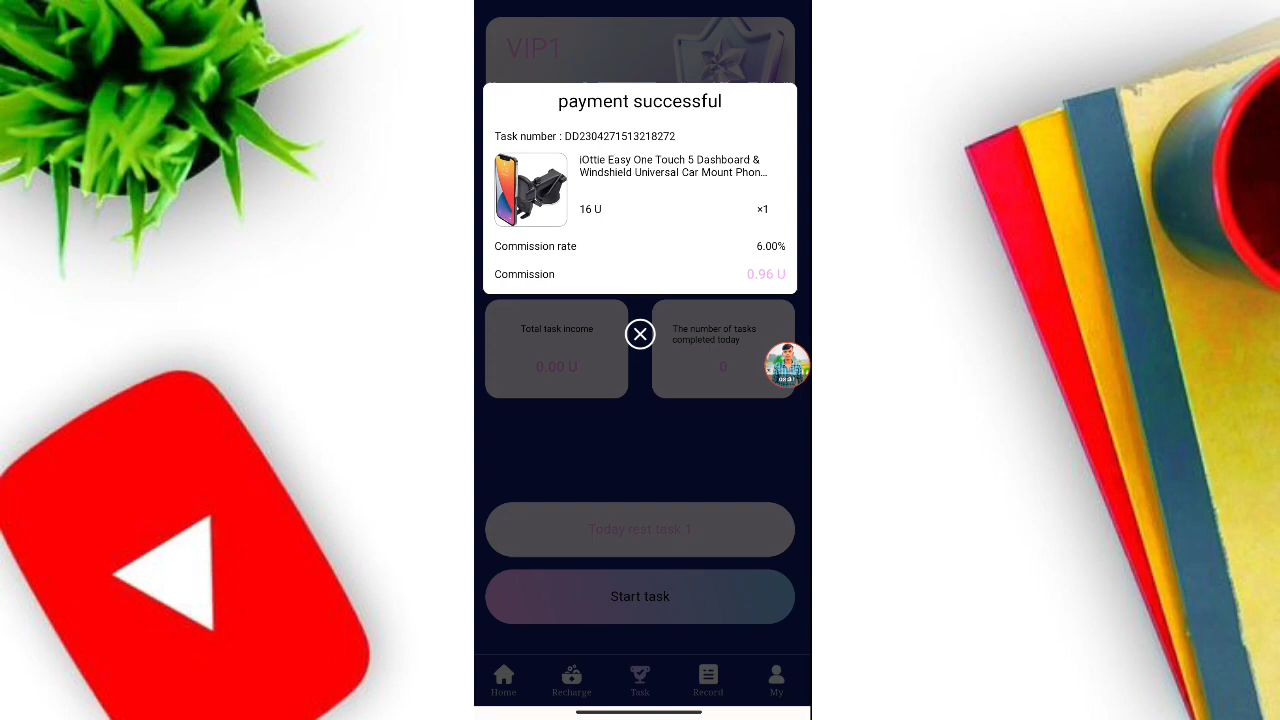 VIP1
payment successful
Task number : DD2304271513218272
iOttie Easy One Touch 5 Dashboard &
Windshield Universal Car Mount Phon...
16 U
×1
Commission rate
6.00%
Commission
0.96 U
Total task income
0.00 U
The number of tasks
completed today
0
Today rest task 1
Start task
Home
Recharge
Task
Record
My